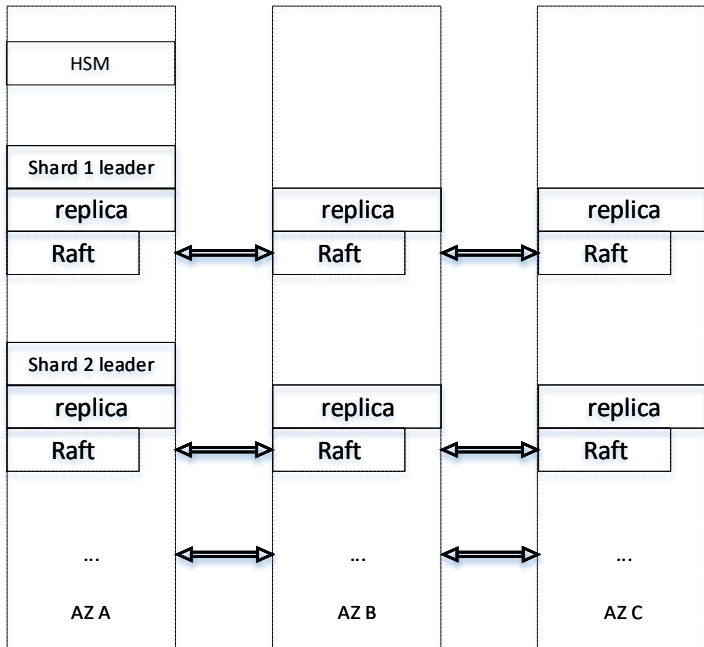 HSM
Shard 1 leader
replica replica replica
Raft Raft Raft
Shard 2 leader
replica replica replica
Raft Raft Raft
... ... ...
AZ A AZ B AZ C